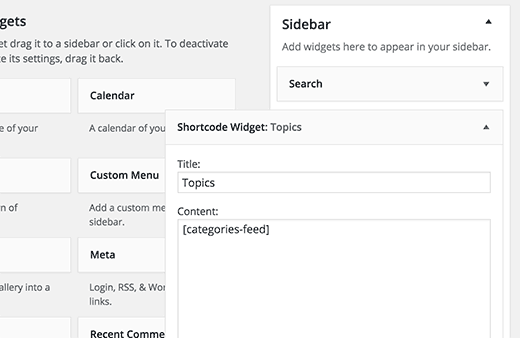 gets
et drag it to a sidebar or click on it. To deactivate
e its settings, drag it back.
Calendar
e of your
A calendar of you
Custom Menu
n of
Add a custom me
sidebar.
Meta
allery into a
Login, RSS, & Wor
links.
Recent Comme
Sidebar
Add widgets here to appear in your sidebar.
Search
Shortcode Widget: Topics
Title:
Topics
Content:
[categories-feed]